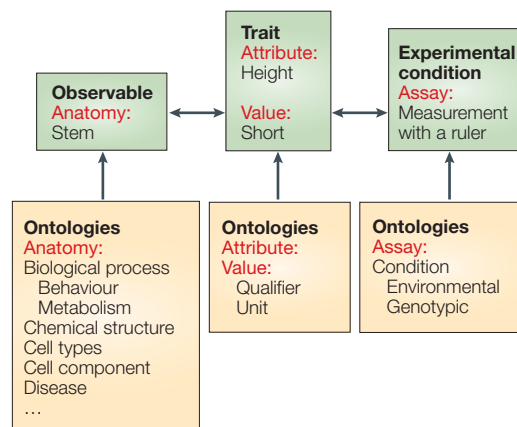 Observable
Anatomy:
Stem
Trait
Attribute:
Height
Value:
Short
Experimental
condition
Assay:
Measurement
with a ruler
Ontologies
Anatomy:
Biological process
Behaviour
Metabolism
Chemical structure
Cell types
Cell component
Disease
…
Ontologies
Attribute:
Value:
Qualifier
Unit
Ontologies
Assay:
Condition
Environmental
Genotypic